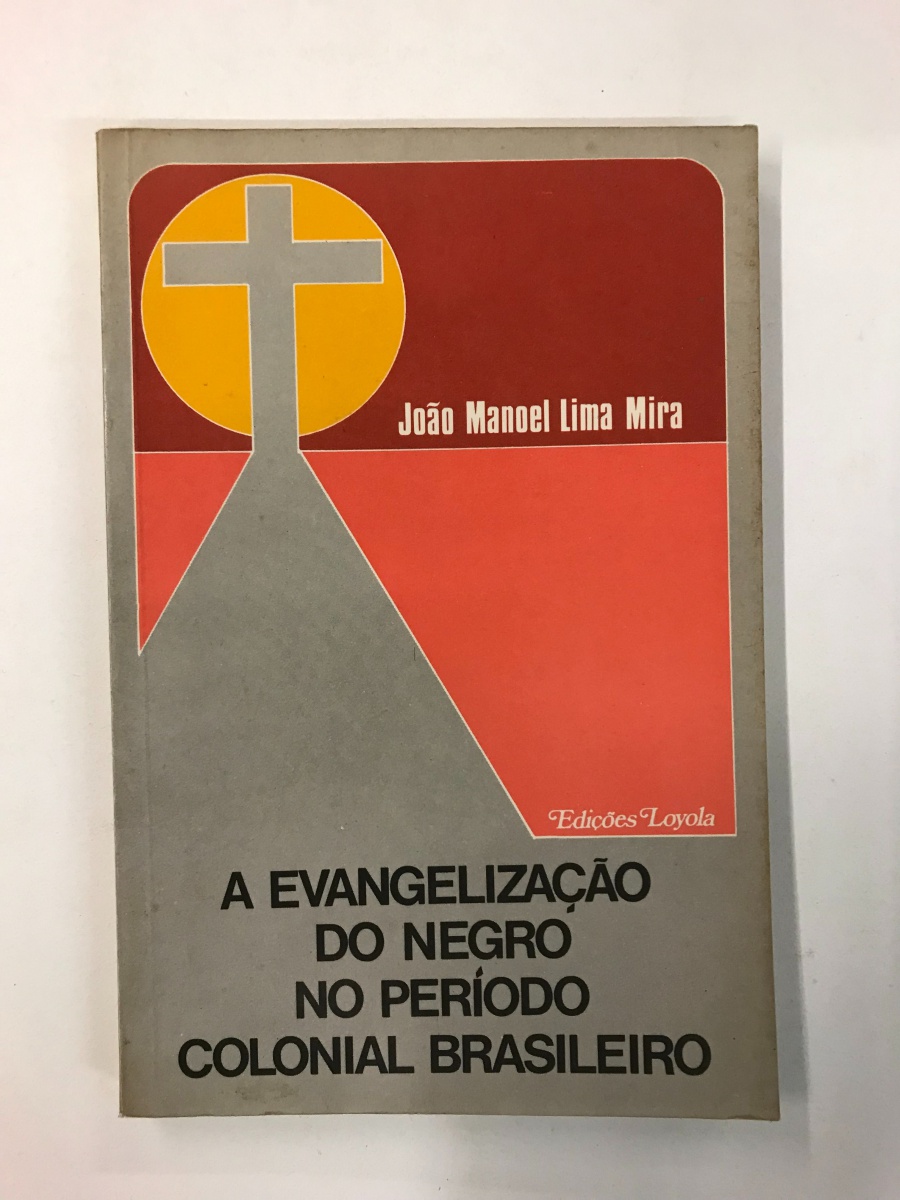 João Manoel Lima Mira
Edições Loyola
A EVANGELIZAÇÃO
DO NEGRO
NO PERÍODO
COLONIAL BRASILEIRO